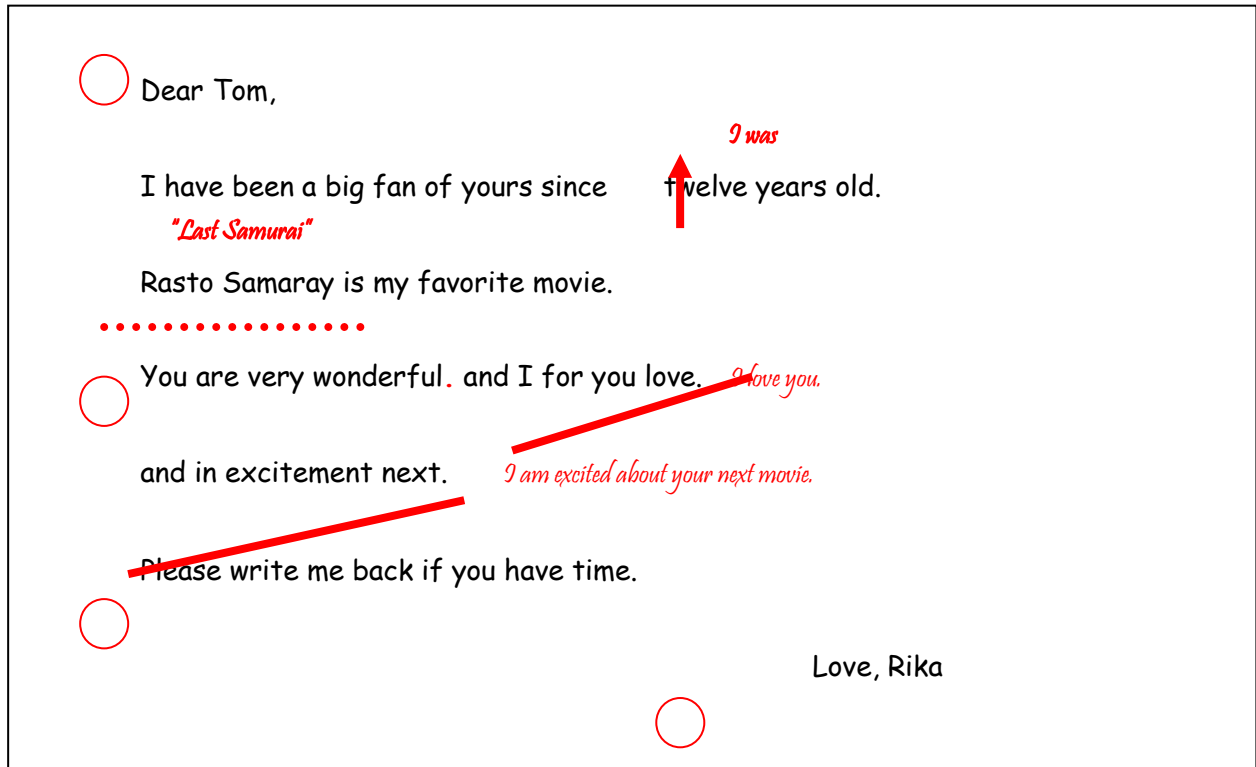 Dear Tom,
I was
I have been a big fan of yours since twelve years old.
"Last Samurai"
Rasto Samaray is my favorite movie.
You are very wonderful. and I for you love. I love you.
and in excitement next. I am excited about your next movie.
Please write me back if you have time.
Love, Rika